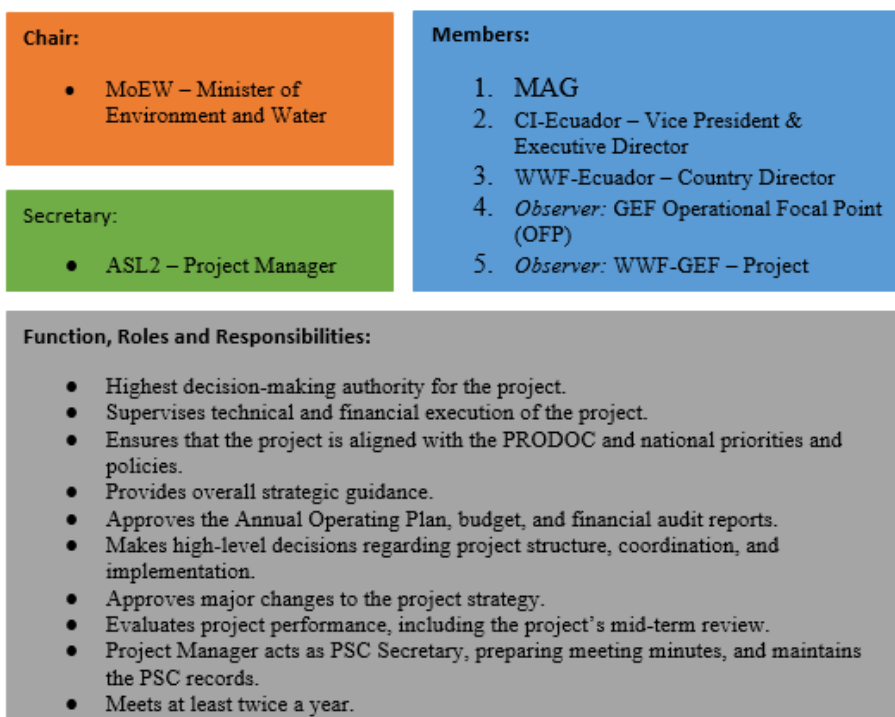 Chair:
● MoEW – Minister of
Environment and Water
Secretary:
● ASL2 – Project Manager
Members:
1. MAG
2. CI-Ecuador – Vice President &
Executive Director
3. WWF-Ecuador – Country Director
4. Observer: GEF Operational Focal Point
(OFP)
5. Observer: WWF-GEF – Project
Function, Roles and Responsibilities:
● Highest decision-making authority for the project.
● Supervises technical and financial execution of the project.
● Ensures that the project is aligned with the PRODOC and national priorities and
policies.
● Provides overall strategic guidance.
● Approves the Annual Operating Plan, budget, and financial audit reports.
● Makes high-level decisions regarding project structure, coordination, and
implementation.
● Approves major changes to the project strategy.
● Evaluates project performance, including the project’s mid-term review.
● Project Manager acts as PSC Secretary, preparing meeting minutes, and maintains
the PSC records.
● Meets at least twice a year.